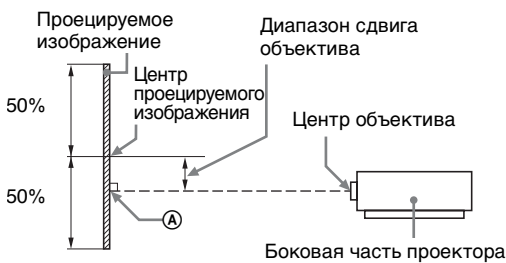 Проецируемое
изображение
Диапазон сдвига
объектива
Центр
проецируемого
изображения
50%
Центр объектива
50%
A
Боковая часть проектора